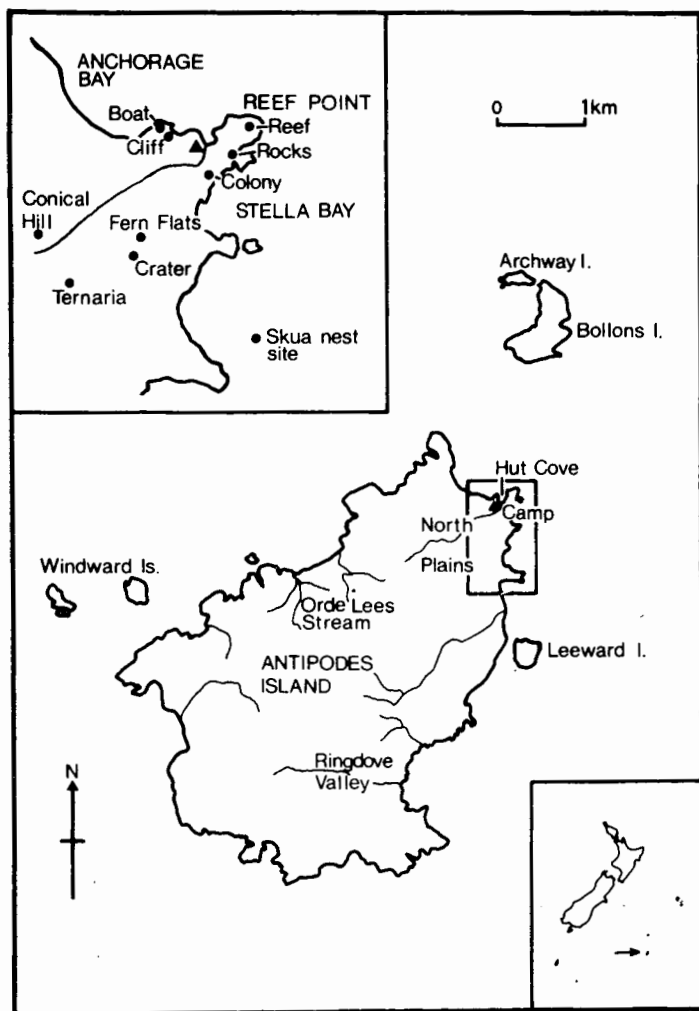 ANCHORAGE
BAY
REEF POINT
Boat
Reef
Cliff
Rocks
Colony
Conical
Hill
Fern Flats
STELLA BAY
Crater
Ternaria
Skua nest
site
0 1km
Archway I.
Bollons I.
Hut Cove
Camp
North
Plains
Windward Is.
Orde Lees
Stream
ANTIPODES
ISLAND
Leeward I.
Ringdove
Valley
N